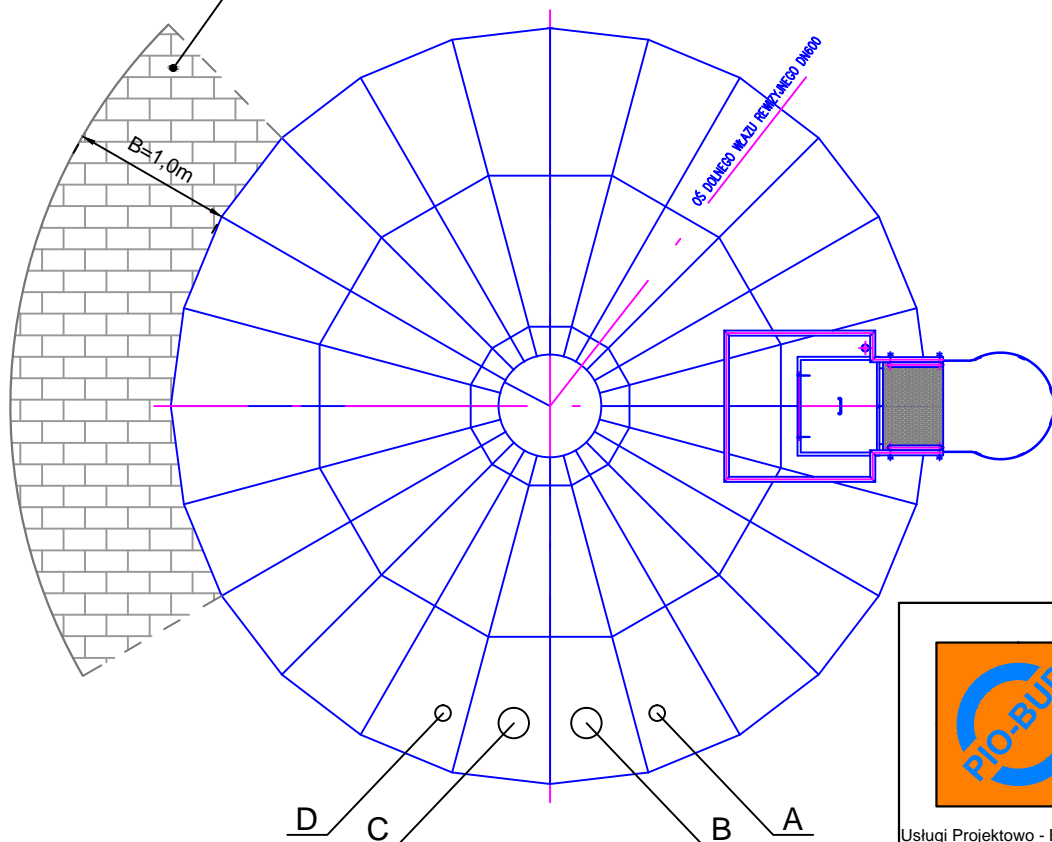 OŚ DOLNEGO WŁAZU REWIZYJNEGO DN600
B=1,0m
PIO-BUD
D
C
B
A
Usługi Projektowo -